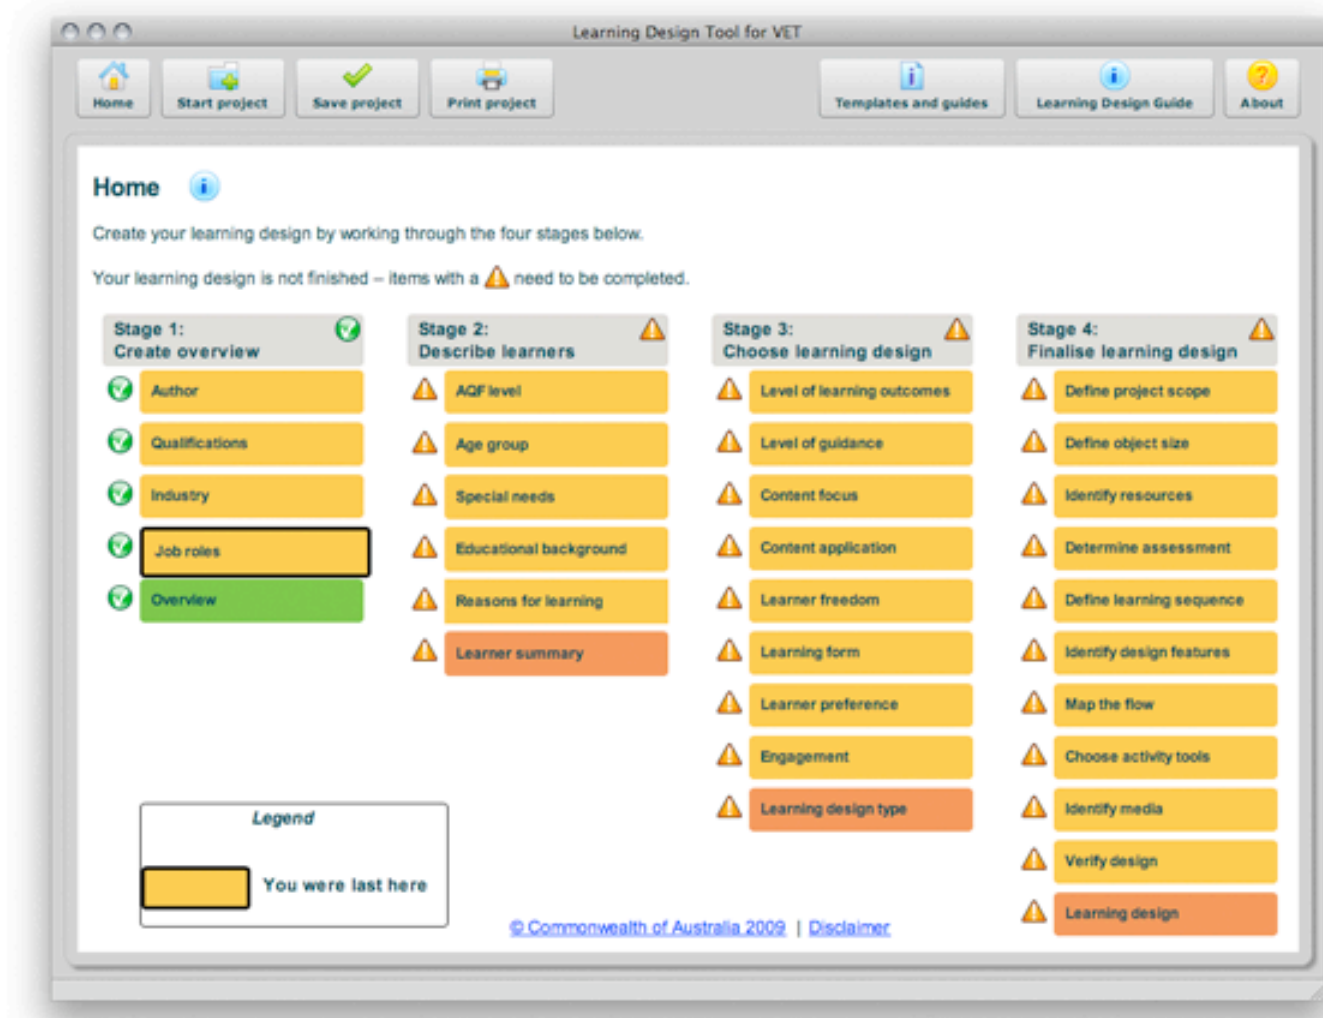 Learning Design Tool for VET
Home
Start project
Save project
Print project
Templates and guides
Learning Design Guide
About
Home
Create your learning design by working through the four stages below.
Your learning design is not finished – items with a need to be completed.
Stage 1:
Create overview
Author
Qualifications
Industry
Job roles
Overview
Stage 2:
Describe learners
AQF level
Age group
Special needs
Educational background
Reasons for learning
Learner summary
Stage 3:
Choose learning design
Level of learning outcomes
Level of guidance
Content focus
Content application
Learner freedom
Learning form
Learner preference
Engagement
Learning design type
Stage 4:
Finalise learning design
Define project scope
Define object size
Identify resources
Determine assessment
Define learning sequence
Identify design features
Map the flow
Choose activity tools
Identify media
Verify design
Learning design
Legend
You were last here
© Commonwealth of Australia 2009 | Disclaimer